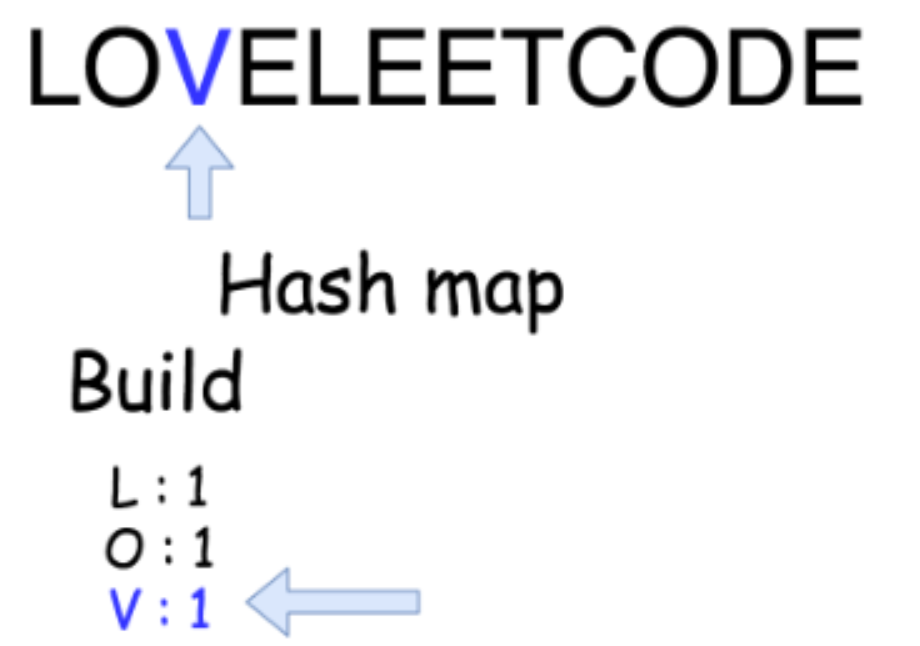 LOVELEETCODE
Hash map
Build
L : 1
O : 1
V : 1